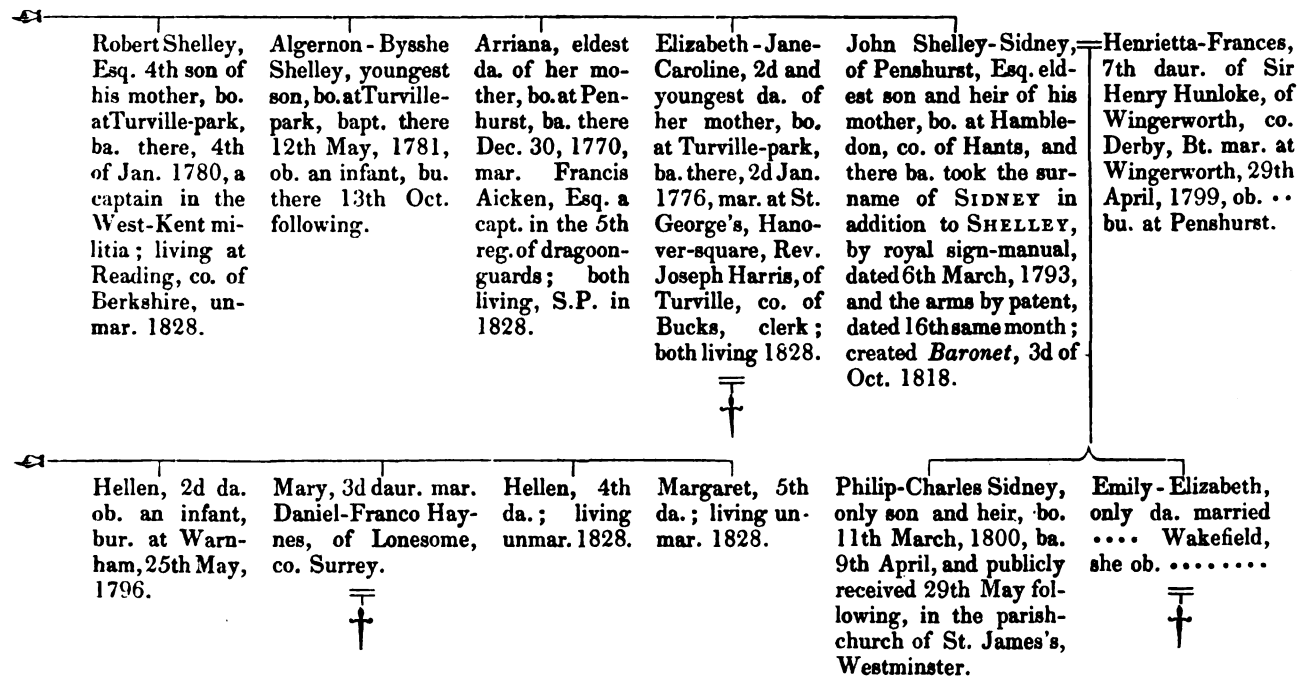 Robert Shelley,
Esq. 4th son of
his mother, bo.
atTurville-park,
ba. there, 4th
of Jan. 1780, a
captain in the
West-Kent mi-
litia; living at
Reading, co. of
Berkshire, un-
mar. 1828.
Algernon-Bysshe
Shelley, youngest
son, bo. at Turville-
park, bapt. there
12th May, 1781,
ob. an infant, bu.
there 13th Oct.
following.
Arriana, eldest
da. of her mo-
ther, bo. at Pen-
hurst, ba. there
Dec. 30, 1770,
mar. Francis
Aicken, Esq. a
capt. in the 5th
reg. of dragoon-
guards; both
living, S.P. in
1828.
Elizabeth-Jane-
Caroline, 2d and
youngest da. of
her mother, bo.
at Turville-park,
ba. there, 2d Jan.
1776, mar. at St.
George's, Hano-
ver-square, Rev.
Joseph Harris, of
Turville, co. of
Bucks, clerk;
both living 1828.
John Shelley-Sidney,
of Penshurst, Esq. eld-
est son and heir of his
mother, bo. at Hamble-
don, co. of Hants, and
there ba. took the sur-
name of SIDNEY in
addition to SHELLEY,
by royal sign-manual,
dated 6th March, 1793,
and the arms by patent,
dated 16th same month;
created Baronet, 3d of
Oct. 1818.
Henrietta-Frances,
7th daur. of Sir
Henry Hunloke, of
Wingerworth, co.
Derby, Bt. mar. at
Wingerworth, 29th
April, 1799, ob. ..
bu. at Penshurst.
Hellen, 2d da.
ob. an infant,
bur. at Warn-
ham, 25th May,
1796.
Mary, 3d daur. mar.
Daniel-Franco Hay-
nes, of Lonesome,
co. Surrey.
Hellen, 4th
da.; living
unmar. 1828.
Margaret, 5th
da.; living un-
mar. 1828.
Philip-Charles Sidney,
only son and heir, bo.
11th March, 1800, ba.
9th April, and publicly
received 29th May fol-
lowing, in the parish-
church of St. James's,
Westminster.
Emily-Elizabeth,
only da. married
.... Wakefield,
she ob. ........